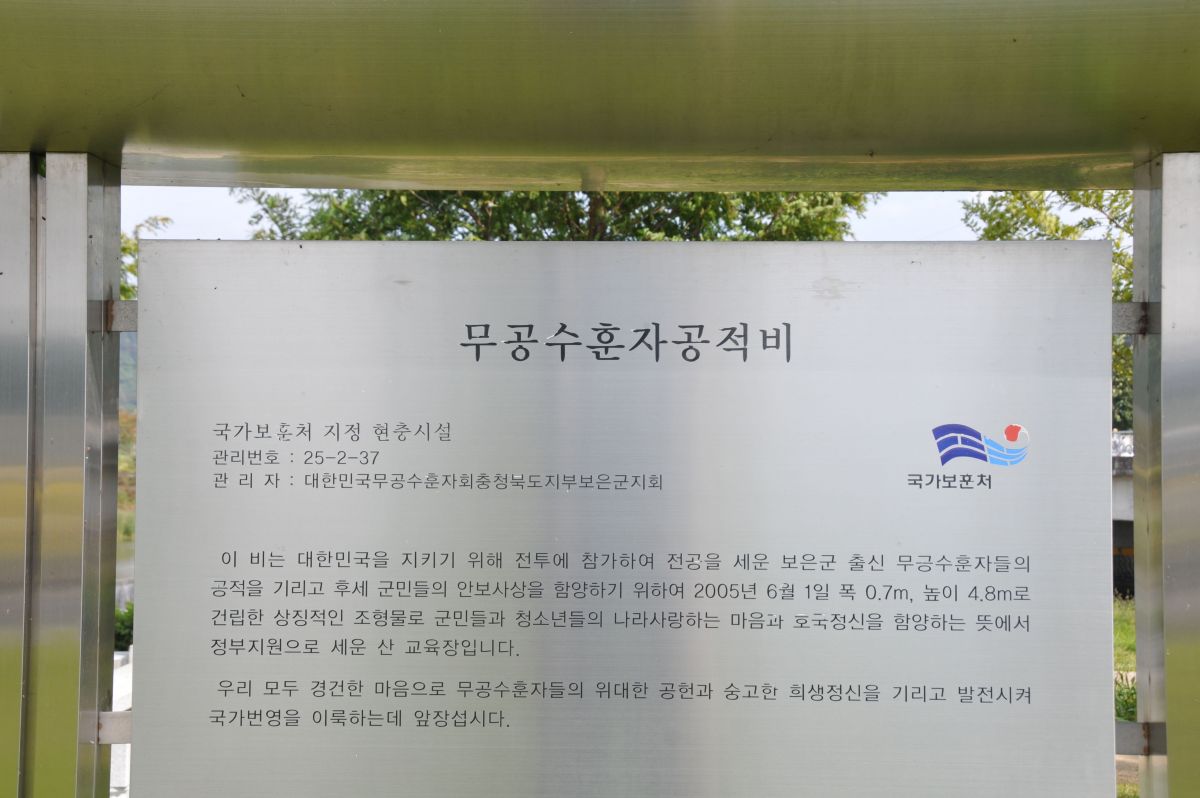 무공수훈자공적비
국가보훈처 지정 현충시설
관리번호 : 25-2-37
관 리 자 : 대한민국무공수훈자회충청북도지부보은군지회
국가보훈처
이 비는 대한민국을 지키기 위해 전투에 참가하여 전공을 세운 보은군 출신 무긍수훈자들의
공적을 기리고 후세 군민들의 안보사상을 함양하기 위하여 2005년 6월 1일 폭 0.7m, 높이 4.8m로
건립한 상징적인 조형물로 군민들과 청소년들의 나라사랑하는 마음과 호국정신을 함양하는 뜻에서
정부지원으로 세운 산 교육장입니다.
우리 모두 경건한 마음으로 무공수훈자들의 위대한 공헌과 숭고한 희생정신을 기리고 발전시켜
국가번영을 이룩하는데 앞장섭시다.